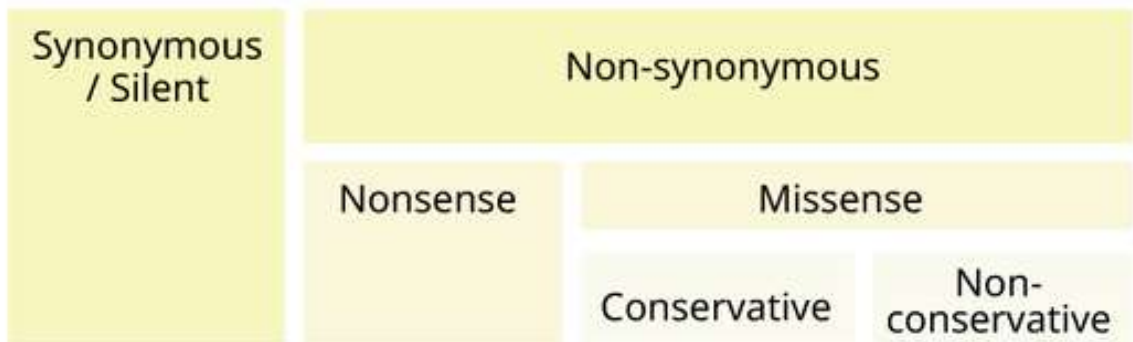 Synonymous
/ Silent
Non-synonymous
Nonsense
Missense
Conservative
Non-
conservative